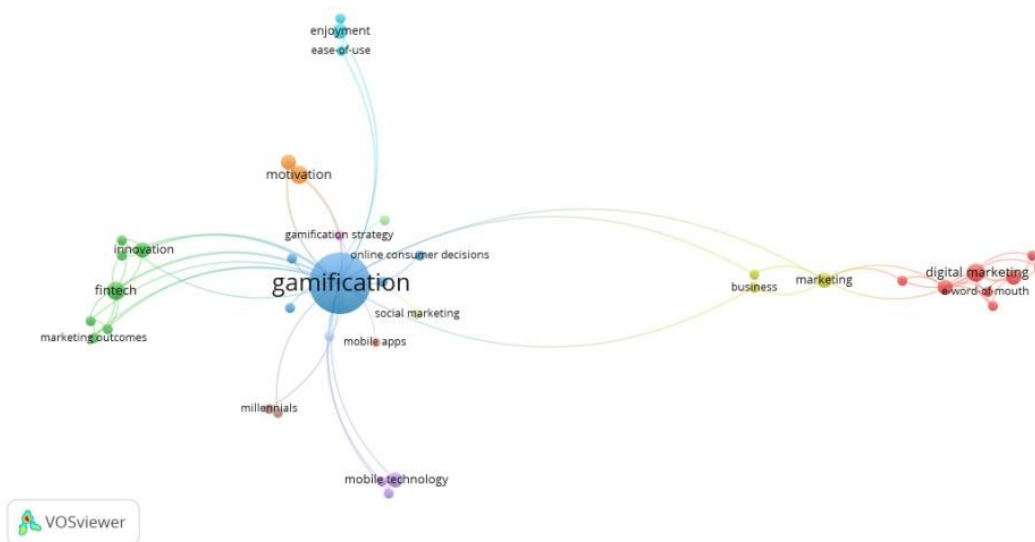 enjoyment
ease-of-use
motivation
gamification strategy
innovation
online consumer decisions
digital marketing
gamification
marketing
business
fintech
e-word-of-mouth
social marketing
marketing outcomes
mobile apps
millennials
mobile technology
VOSviewer